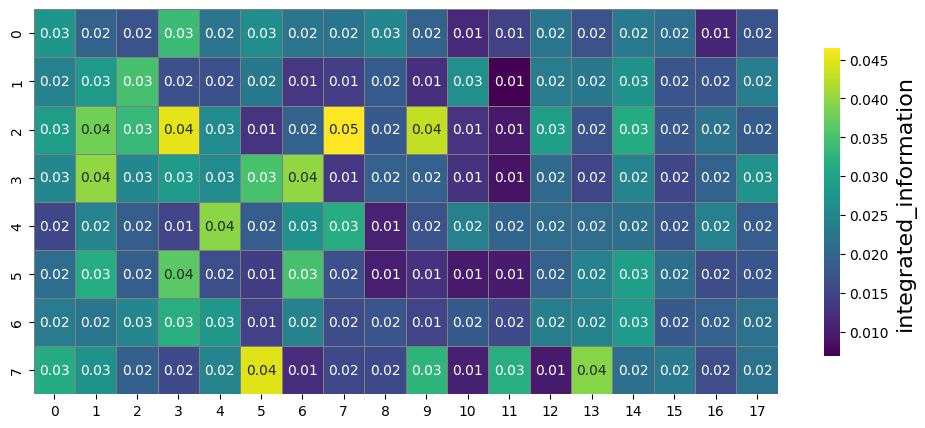 0 0.03 0.02 0.02 0.03 0.02 0.03 0.02 0.02 0.03 0.02 0.01 0.01 0.02 0.02 0.02 0.02 0.01 0.02
1 0.02 0.03 0.03 0.02 0.02 0.02 0.01 0.01 0.02 0.01 0.03 0.01 0.02 0.02 0.03 0.02 0.02 0.02
2 0.03 0.04 0.03 0.04 0.03 0.01 0.02 0.05 0.02 0.04 0.01 0.01 0.03 0.02 0.03 0.02 0.02 0.02
3 0.03 0.04 0.03 0.03 0.03 0.03 0.04 0.01 0.02 0.02 0.01 0.01 0.02 0.02 0.02 0.02 0.02 0.03
4 0.02 0.02 0.02 0.01 0.04 0.02 0.03 0.03 0.01 0.02 0.02 0.02 0.02 0.02 0.02 0.02 0.02 0.02
5 0.02 0.03 0.02 0.04 0.02 0.01 0.03 0.02 0.01 0.01 0.01 0.01 0.02 0.02 0.03 0.02 0.02 0.02
6 0.02 0.02 0.03 0.03 0.03 0.01 0.02 0.02 0.02 0.01 0.02 0.02 0.02 0.02 0.03 0.02 0.02 0.02
7 0.03 0.03 0.02 0.02 0.02 0.04 0.01 0.02 0.02 0.03 0.01 0.03 0.01 0.04 0.02 0.02 0.02 0.02
0 1 2 3 4 5 6 7 8 9 10 11 12 13 14 15 16 17
0.045
0.040
0.035
0.030
0.025
0.020
0.015
0.010
integrated_information